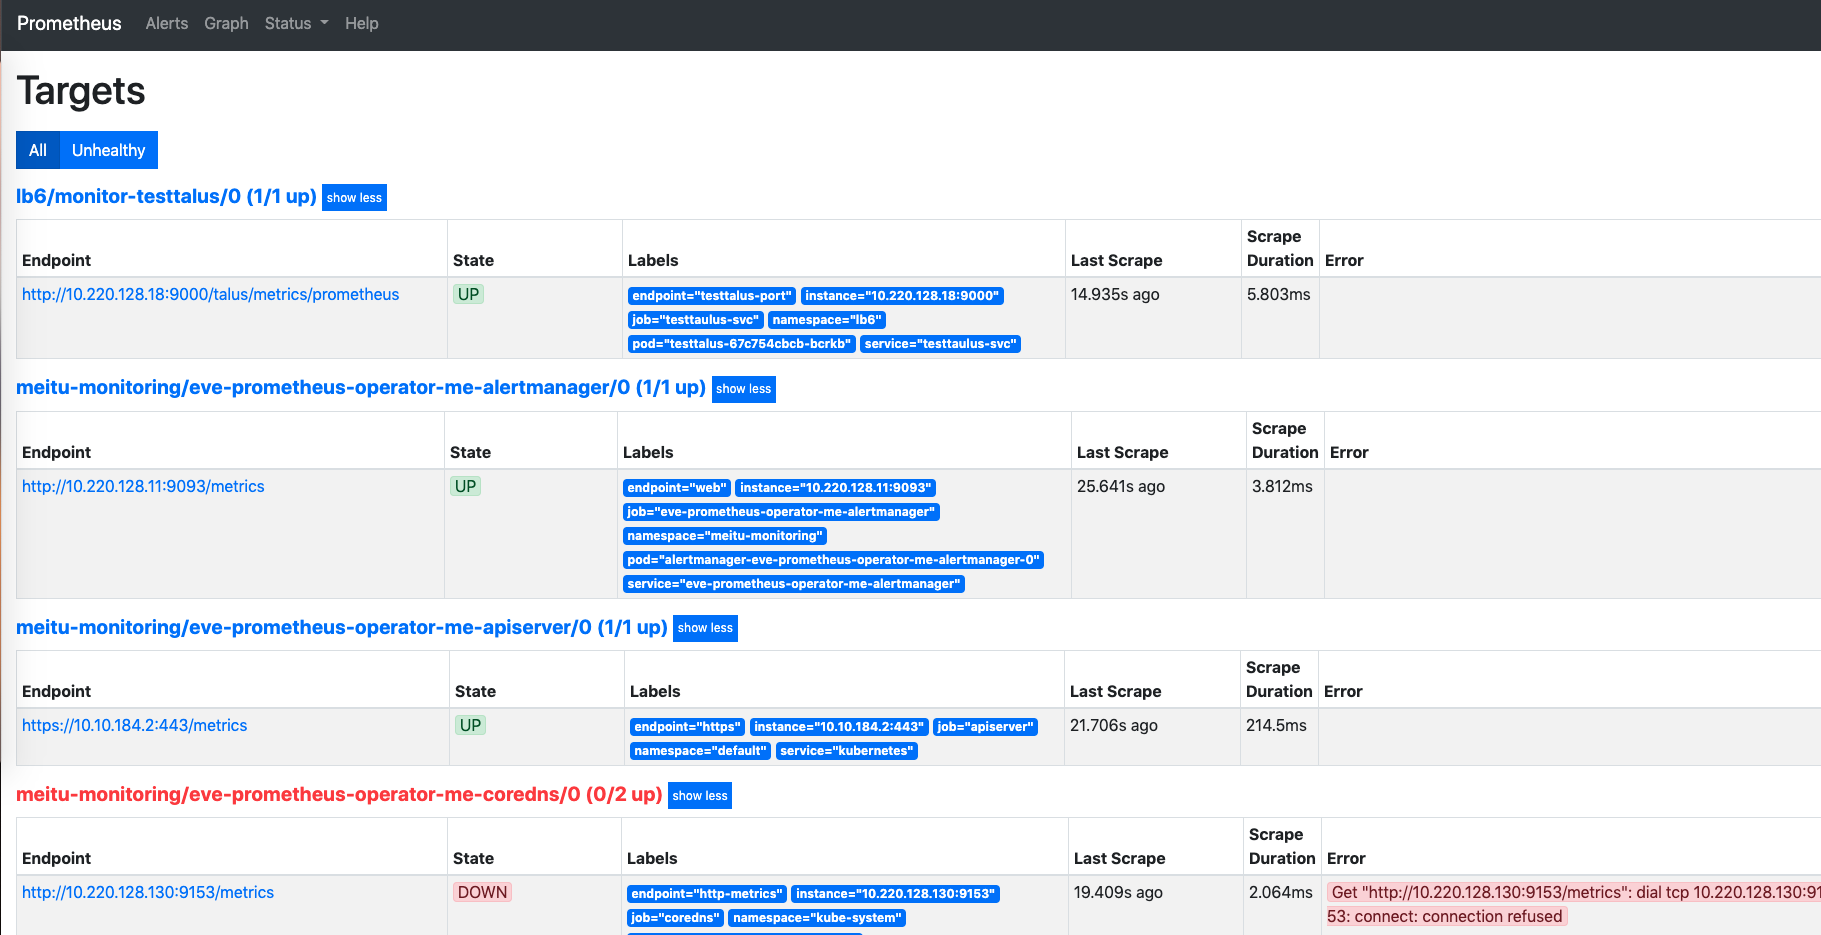 Prometheus Alerts Graph Status Help
Targets
All Unhealthy
lb6/monitor-testtalus/0 (1/1 up) show less
Endpoint State Labels Last Scrape Scrape Duration Error
http://10.220.128.18:9000/talus/metrics/prometheus UP endpoint="testtalus-port" instance="10.220.128.18:9000" 14.935s ago 5.803ms
job="testtaulus-svc" namespace="lb6"
pod="testtalus-67c754cbcb-bcrkb" service="testtaulus-svc"
meitu-monitoring/eve-prometheus-operator-me-alertmanager/0 (1/1 up) show less
Endpoint State Labels Last Scrape Scrape Duration Error
http://10.220.128.11:9093/metrics UP endpoint="web" instance="10.220.128.11:9093" 25.641s ago 3.812ms
job="eve-prometheus-operator-me-alertmanager"
namespace="meitu-monitoring"
pod="alertmanager-eve-prometheus-operator-me-alertmanager-0"
service="eve-prometheus-operator-me-alertmanager"
meitu-monitoring/eve-prometheus-operator-me-apiserver/0 (1/1 up) show less
Endpoint State Labels Last Scrape Scrape Duration Error
https://10.10.184.2:443/metrics UP endpoint="https" instance="10.10.184.2:443" job="apiserver" 21.706s ago 214.5ms
namespace="default" service="kubernetes"
meitu-monitoring/eve-prometheus-operator-me-coredns/0 (0/2 up) show less
Endpoint State Labels Last Scrape Scrape Duration Error
http://10.220.128.130:9153/metrics DOWN endpoint="http-metrics" instance="10.220.128.130:9153" 19.409s ago 2.064ms Get "http://10.220.128.130:9153/metrics": dial tcp 10.220.128.130:91
job="coredns" namespace="kube-system" 53: connect: connection refused